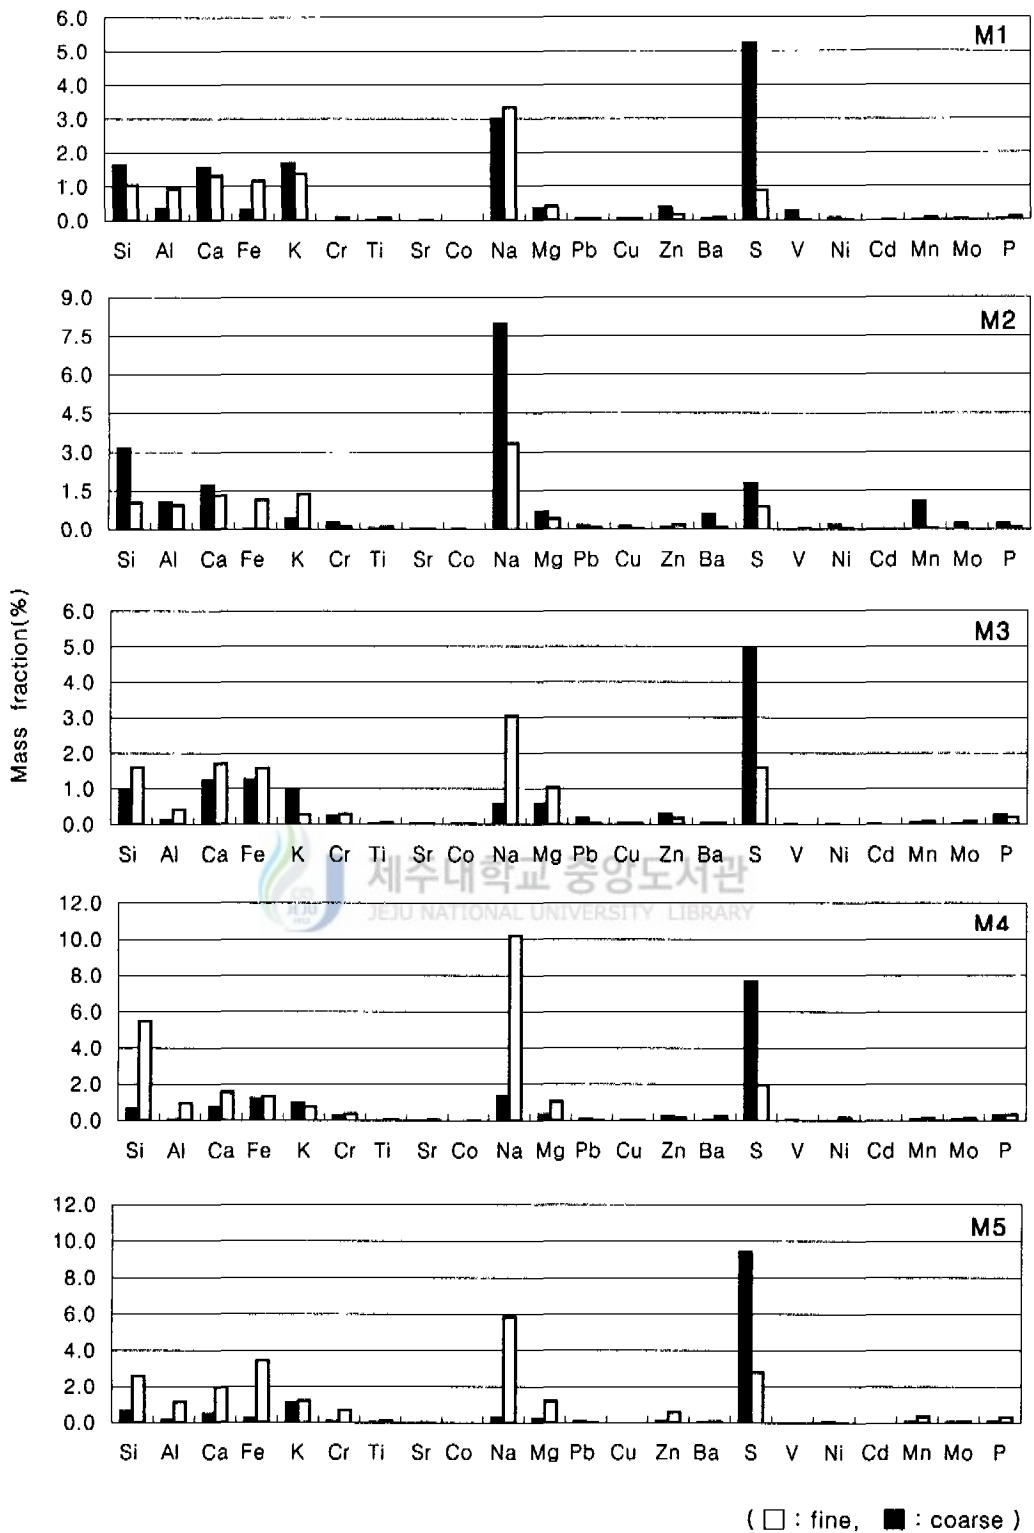 Mass fraction(%)
6.0
5.0
4.0
3.0
2.0
1.0
0.0
M1
Si Al Ca Fe K Cr Ti Sr Co Na Mg Pb Cu Zn Ba S V Ni Cd Mn Mo P
9.0
7.5
6.0
4.5
3.0
1.5
0.0
M2
Si Al Ca Fe K Cr Ti Sr Co Na Mg Pb Cu Zn Ba S V Ni Cd Mn Mo P
6.0
5.0
4.0
3.0
2.0
1.0
0.0
M3
Si Al Ca Fe K Cr Ti Sr Co Na Mg Pb Cu Zn Ba S V Ni Cd Mn Mo P
제주대학교 중앙도서관
JEJU NATIONAL UNIVERSITY LIBRARY
12.0
10.0
8.0
6.0
4.0
2.0
0.0
M4
Si Al Ca Fe K Cr Ti Sr Co Na Mg Pb Cu Zn Ba S V Ni Cd Mn Mo P
12.0
10.0
8.0
6.0
4.0
2.0
0.0
M5
Si Al Ca Fe K Cr Ti Sr Co Na Mg Pb Cu Zn Ba S V Ni Cd Mn Mo P
( □ : fine, ■ : coarse )